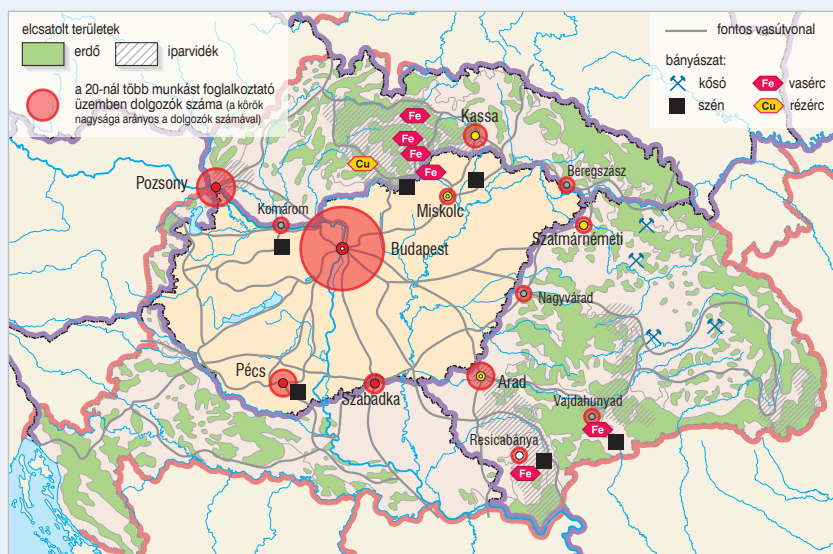 elcsatolt területek
erdő
iparvidék
a 20-nál több munkást foglalkoztató
üzemben dolgozók száma (a körök
nagysága arányos a dolgozók számával)
fontos vasútvonal
bányászat:
kősó
Fe
vasérc
szén
Cu
rézérc
Fe
Fe
Fe
Fe
Cu
Kassa
Pozsony
Beregszász
Komárom
Miskolc
Szatmárnémeti
Budapest
Nagyvárad
Pécs
Szabadka
Arad
Vajdahunyad
Fe
Resicabánya
Fe